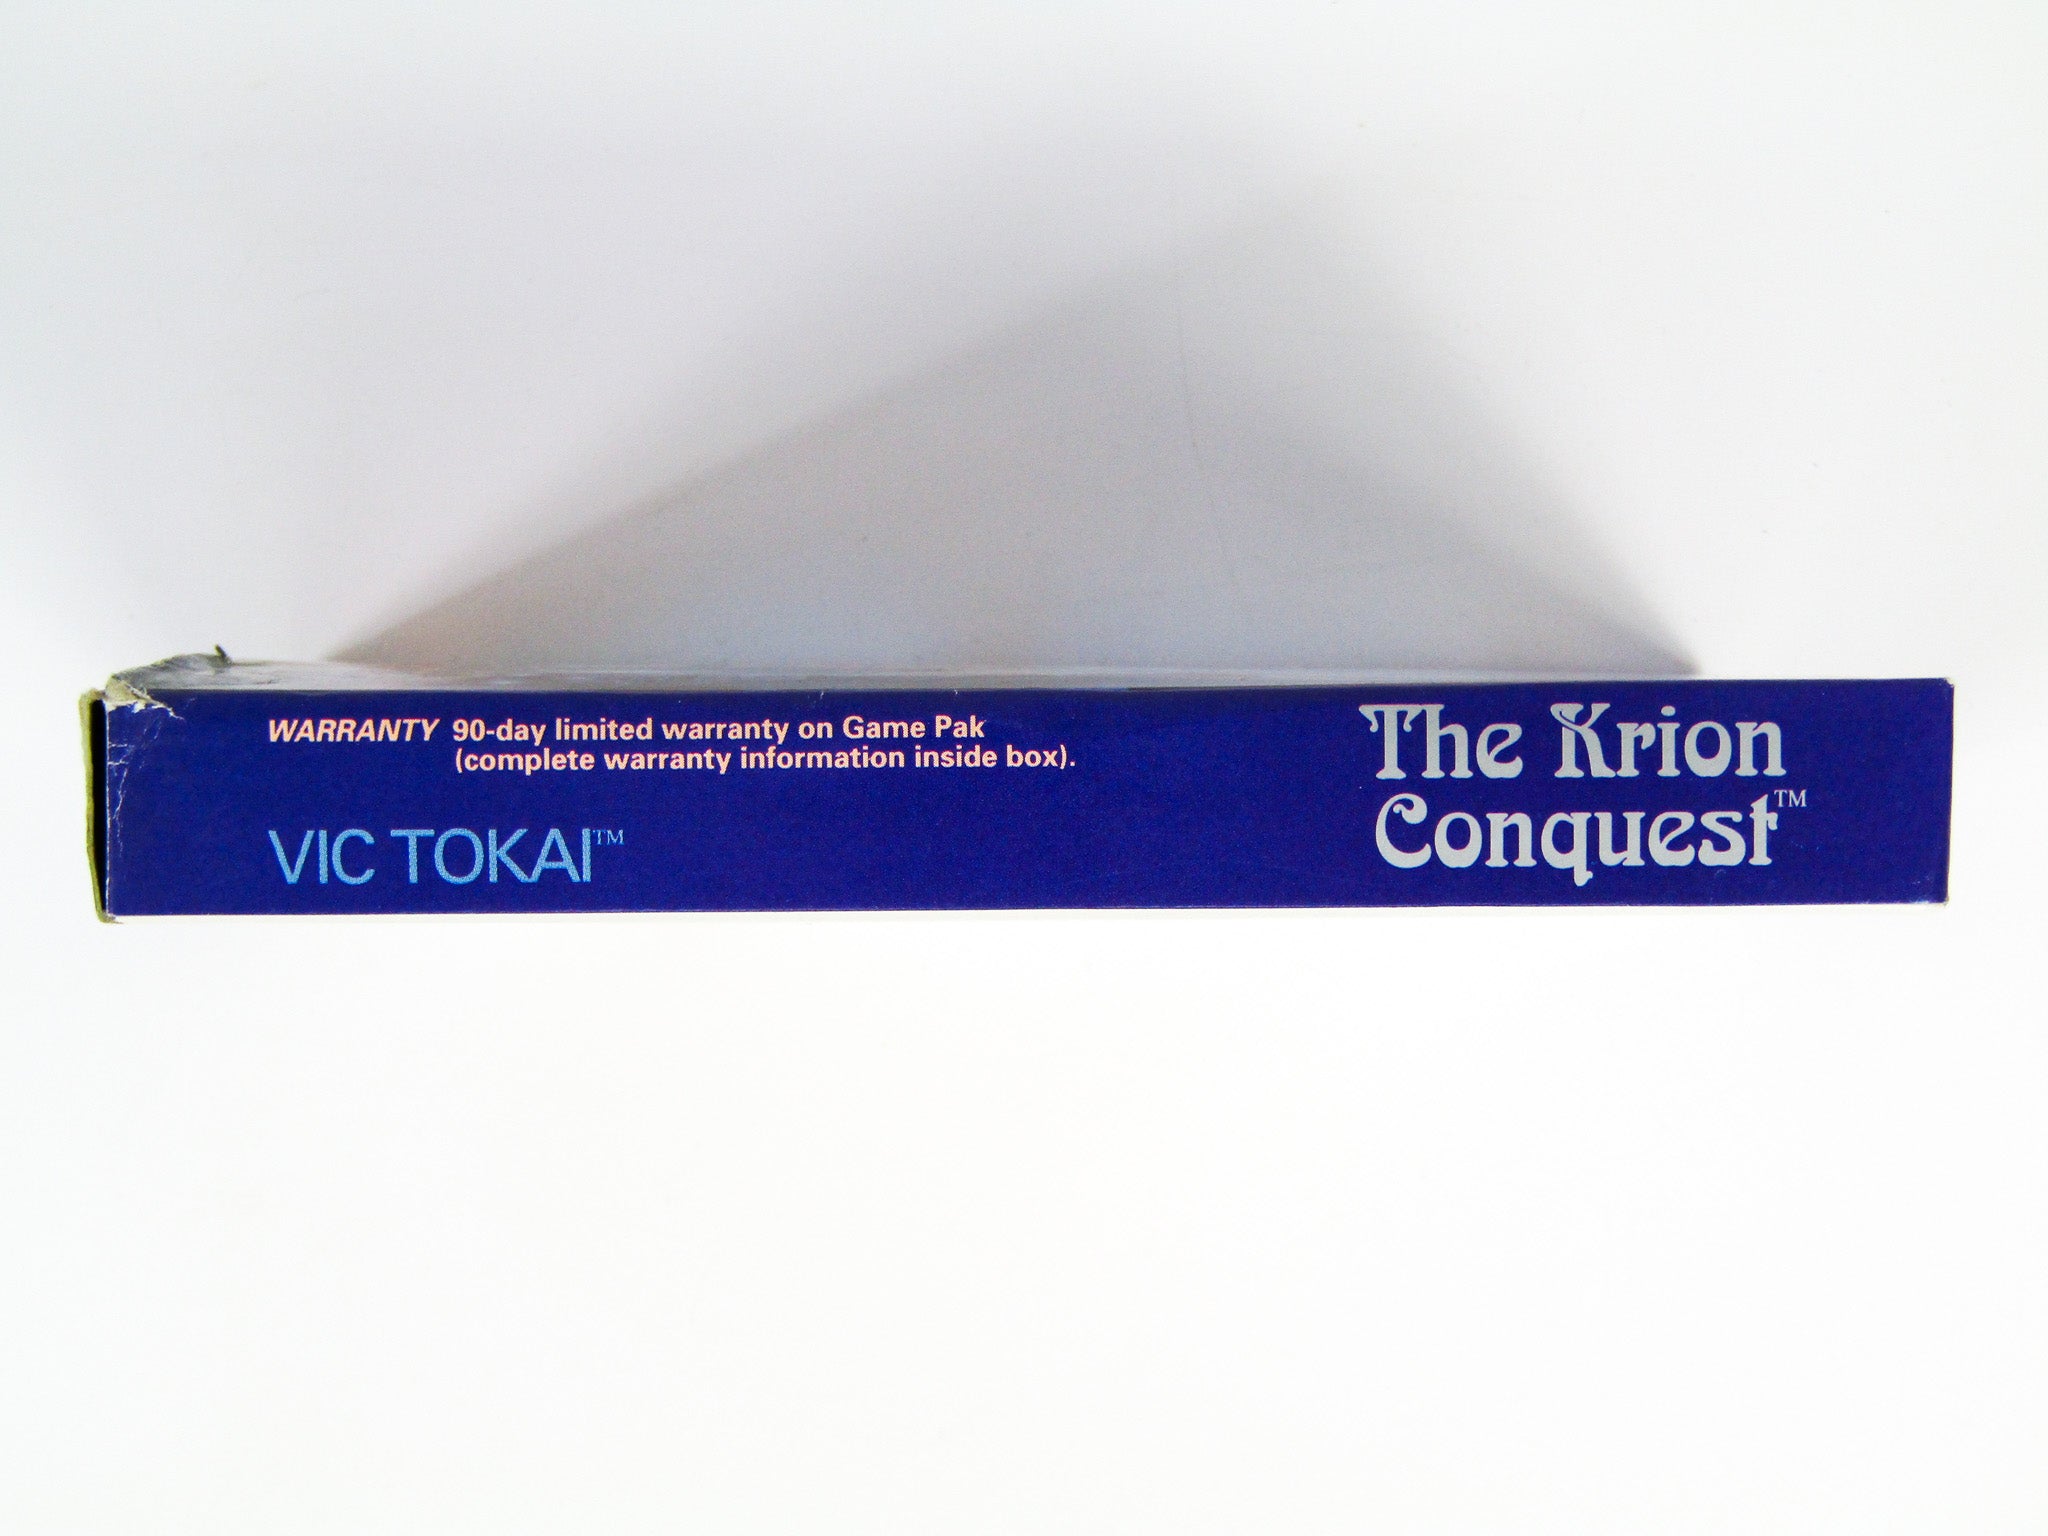 WARRANTY 90-day limited warranty on Game Pak
(complete warranty information inside box).
VIC TOKAI™
The Krion
Conquest™